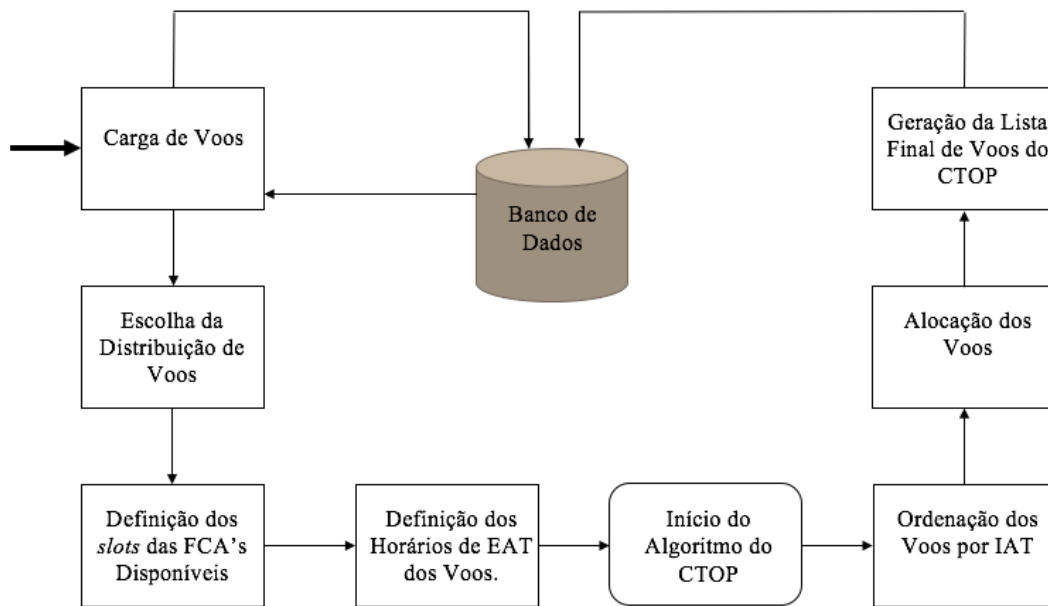 Carga de Voos
Geração da Lista
Final de Voos do
CTOP
Banco de
Dados
Escolha da
Distribuição de
Voos
Alocação dos
Voos
Definição dos
slots das FCA's
Disponíveis
Definição dos
Horários de EAT
dos Voos.
Início do
Algoritmo do
CTOP
Ordenação dos
Voos por IAT